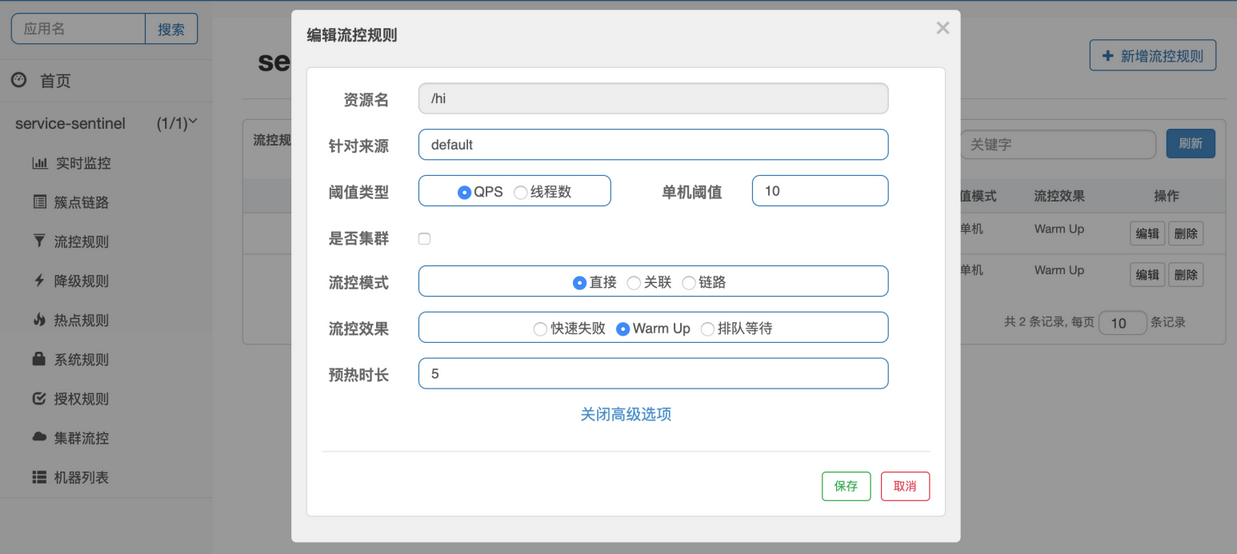 应用名 搜索
首页
service-sentinel (1/1)
实时监控
簇点链路
流控规则
降级规则
热点规则
系统规则
授权规则
集群流控
机器列表
se
新增流控规则
流控规
关键字 刷新
值模式 流控效果 操作
单机 Warm Up 编辑 删除
单机 Warm Up 编辑 删除
共 2 条记录, 每页 10 条记录
编辑流控规则 ×
资源名 /hi
针对来源 default
阈值类型 QPS 线程数 单机阈值 10
是否集群
流控模式 直接 关联 链路
流控效果 快速失败 Warm Up 排队等待
预热时长 5
关闭高级选项
保存 取消